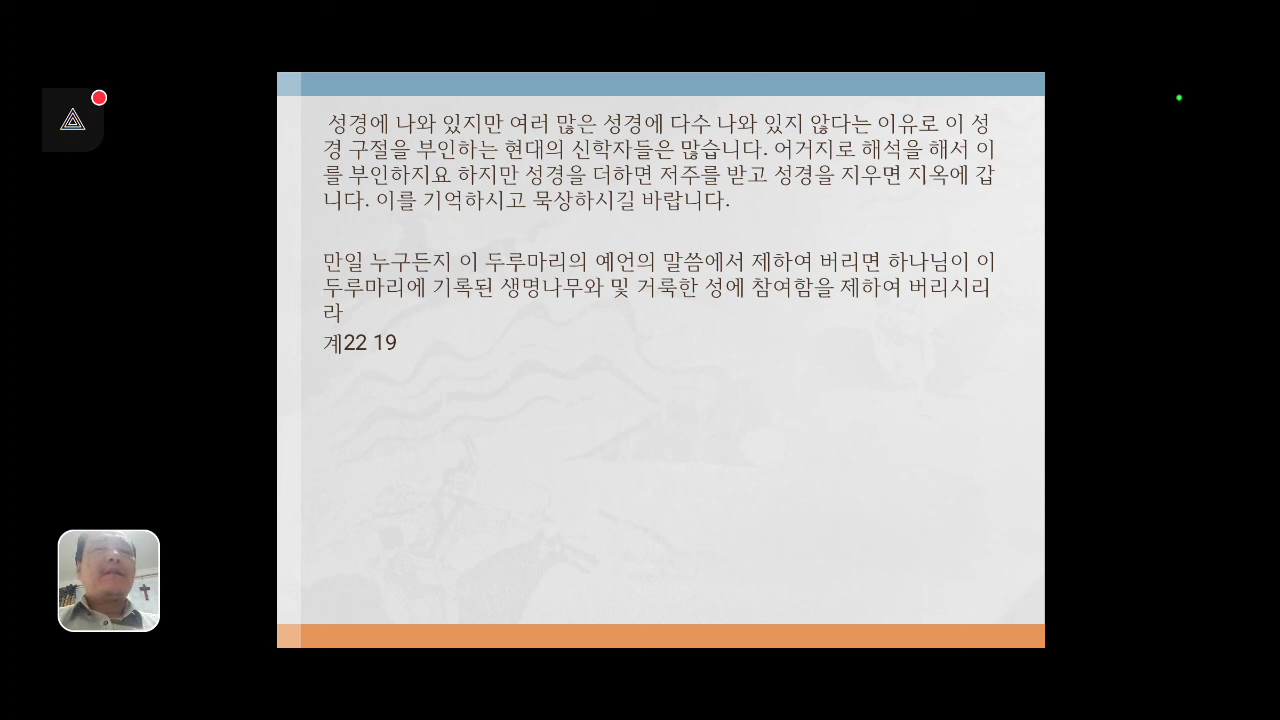 성경에 나와 있지만 여러 많은 성경에 다수 나와 있지 않다는 이유로 이 성
경 구절을 부인하는 현대의 신학자들은 많습니다. 어거지로 해석을 해서 이
를 부인하지요 하지만 성경을 더하면 저주를 받고 성경을 지우면 지옥에 갑
니다. 이를 기억하시고 묵상하시길 바랍니다.
만일 누구든지 이 두루마리의 예언의 말씀에서 제하여 버리면 하나님이 이
두루마리에 기록된 생명나무와 및 거룩한 성에 참여함을 제하여 버리시리
라
계22 19